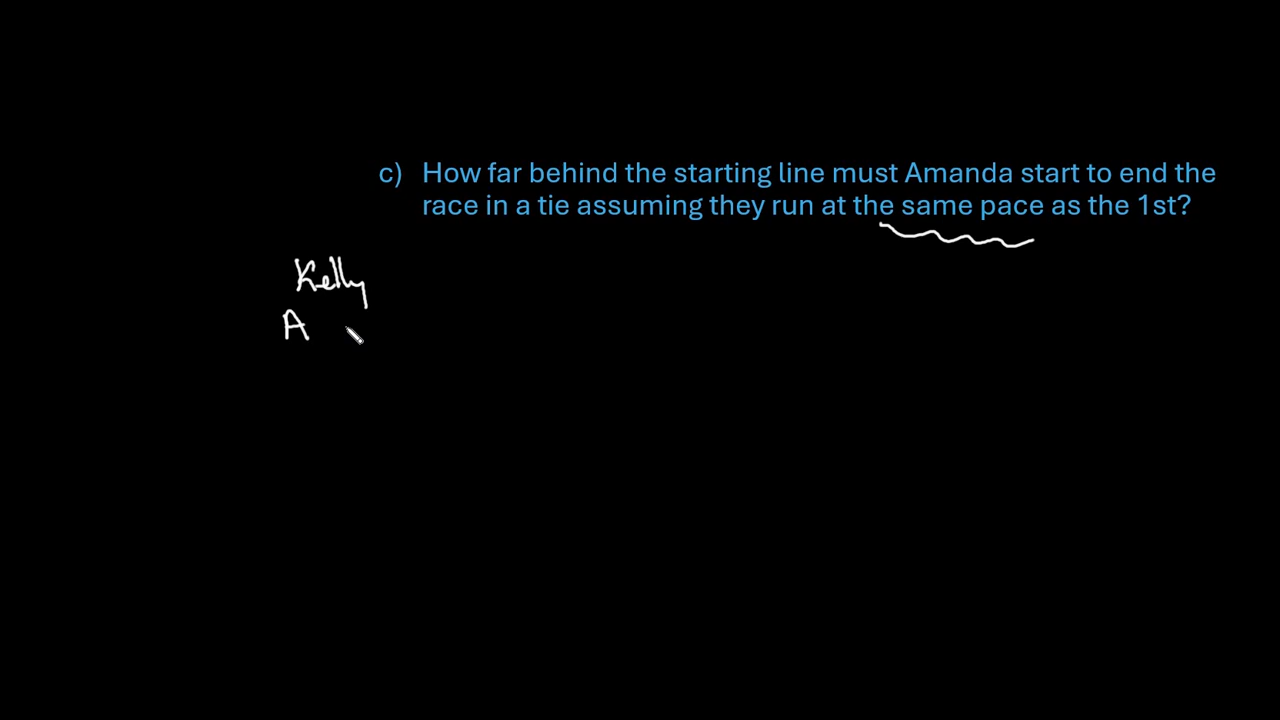 c) How far behind the starting line must Amanda start to end the
race in a tie assuming they run at the same pace as the 1st?
Kelly
A